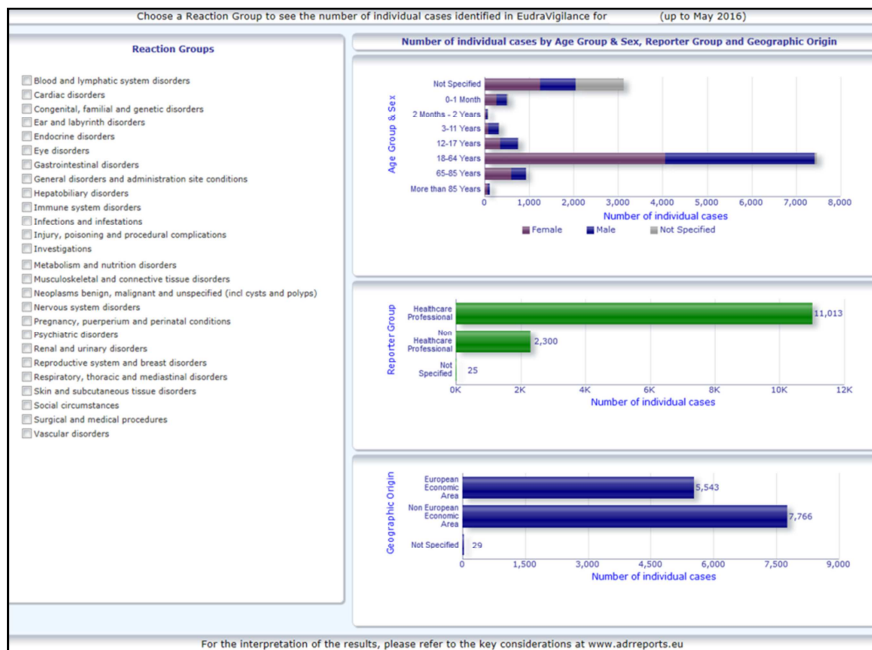 Choose a Reaction Group to see the number of individual cases identified in EudraVigilance for (up to May 2016)
Reaction Groups
Blood and lymphatic system disorders
Cardiac disorders
Congenital, familial and genetic disorders
Ear and labyrinth disorders
Endocrine disorders
Eye disorders
Gastrointestinal disorders
General disorders and administration site conditions
Hepatobiliary disorders
Immune system disorders
Infections and infestations
Injury, poisoning and procedural complications
Investigations
Metabolism and nutrition disorders
Musculoskeletal and connective tissue disorders
Neoplasms benign, malignant and unspecified (incl cysts and polyps)
Nervous system disorders
Pregnancy, puerperium and perinatal conditions
Psychiatric disorders
Renal and urinary disorders
Reproductive system and breast disorders
Respiratory, thoracic and mediastinal disorders
Skin and subcutaneous tissue disorders
Social circumstances
Surgical and medical procedures
Vascular disorders
Number of individual cases by Age Group & Sex, Reporter Group and Geographic Origin
Age Group & Sex
Not Specified
0-1 Month
2 Months - 2 Years
3-11 Years
12-17 Years
18-64 Years
65-85 Years
More than 85 Years
0 1,000 2,000 3,000 4,000 5,000 6,000 7,000 8,000
Number of individual cases
Female Male Not Specified
Reporter Group
Healthcare
Professional
11,013
Non
Healthcare
Professional
2,300
Not
Specified
25
0K 2K 4K 6K 8K 10K 12K
Number of individual cases
Geographic Origin
European
Economic
Area
5,543
Non European
Economic
Area
7,766
Not Specified
29
0 1,500 3,000 4,500 6,000 7,500 9,000
Number of individual cases
For the interpretation of the results, please refer to the key considerations at www.adrreports.eu